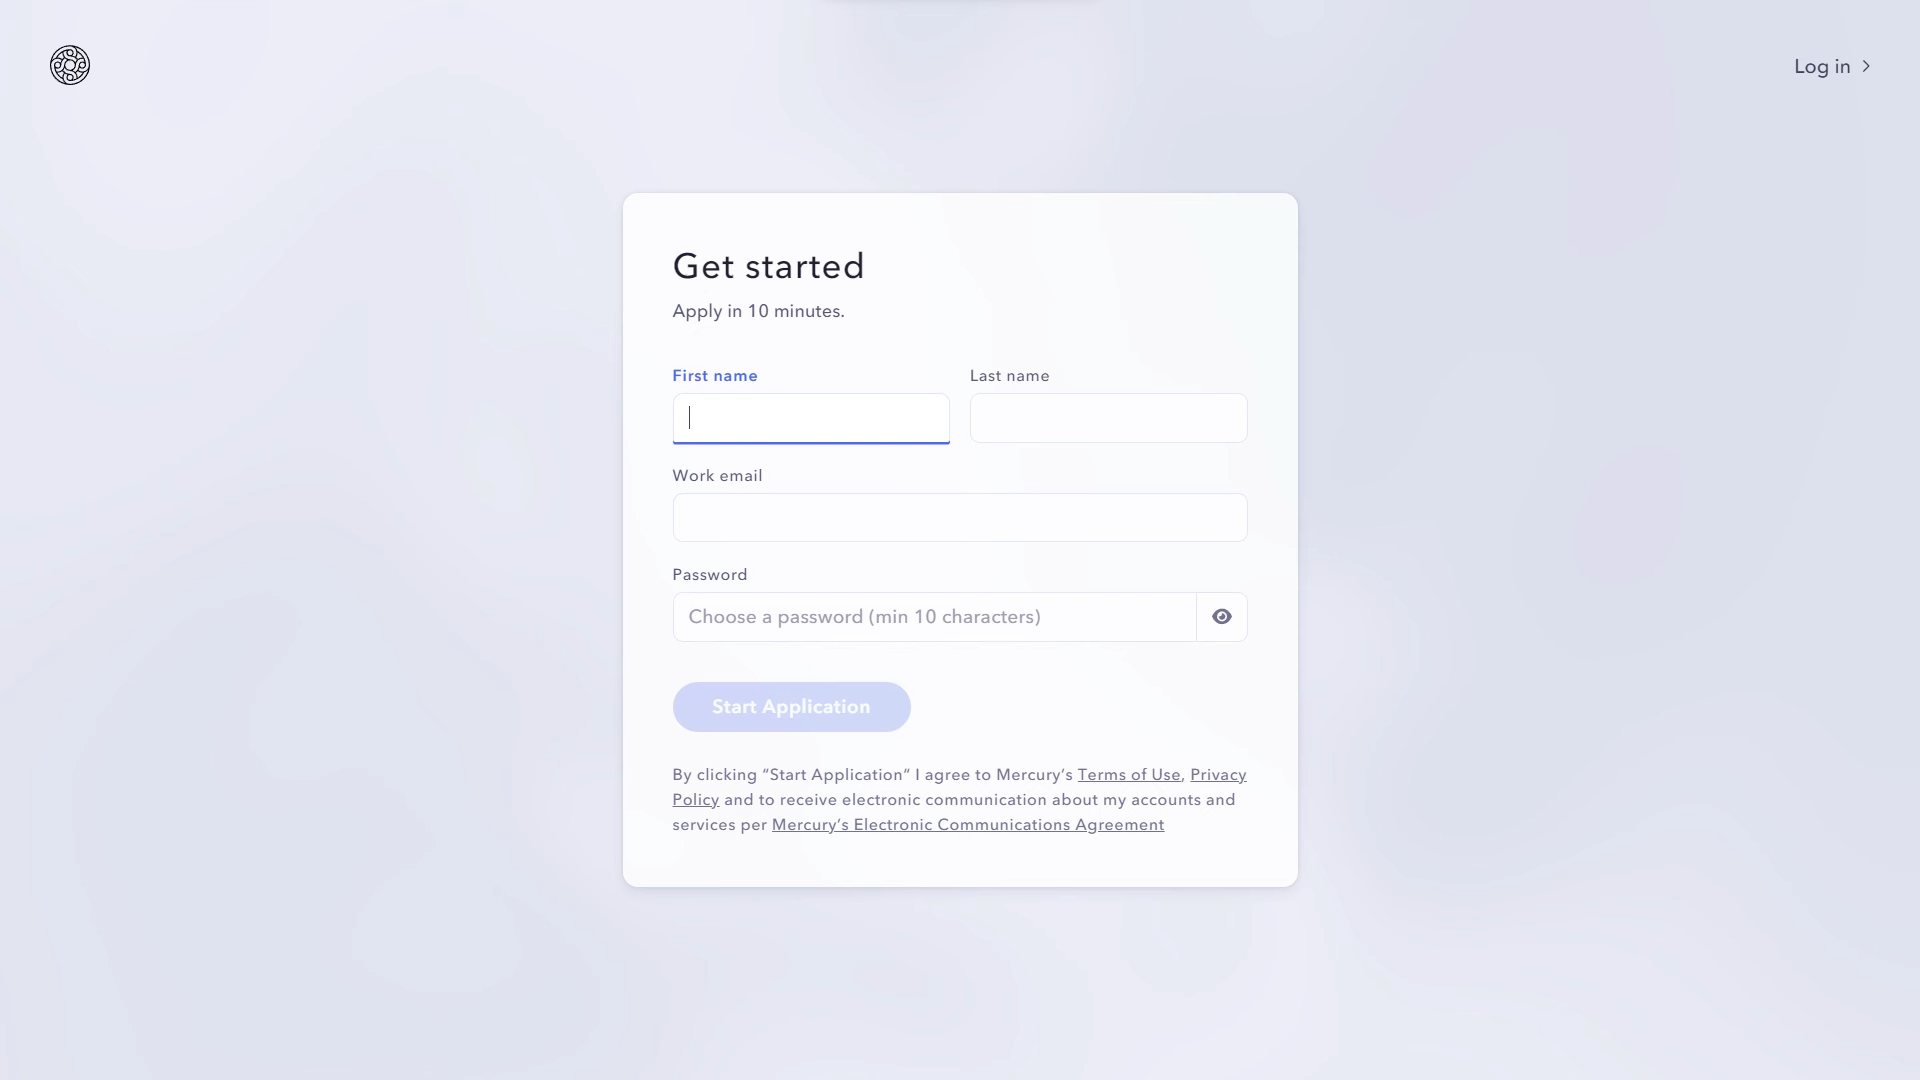 Log in
Get started
Apply in 10 minutes.
First name
Last name
Work email
Password
Choose a password (min 10 characters)
Start Application
By clicking “Start Application” I agree to Mercury’s Terms of Use, Privacy
Policy and to receive electronic communication about my accounts and
services per Mercury’s Electronic Communications Agreement